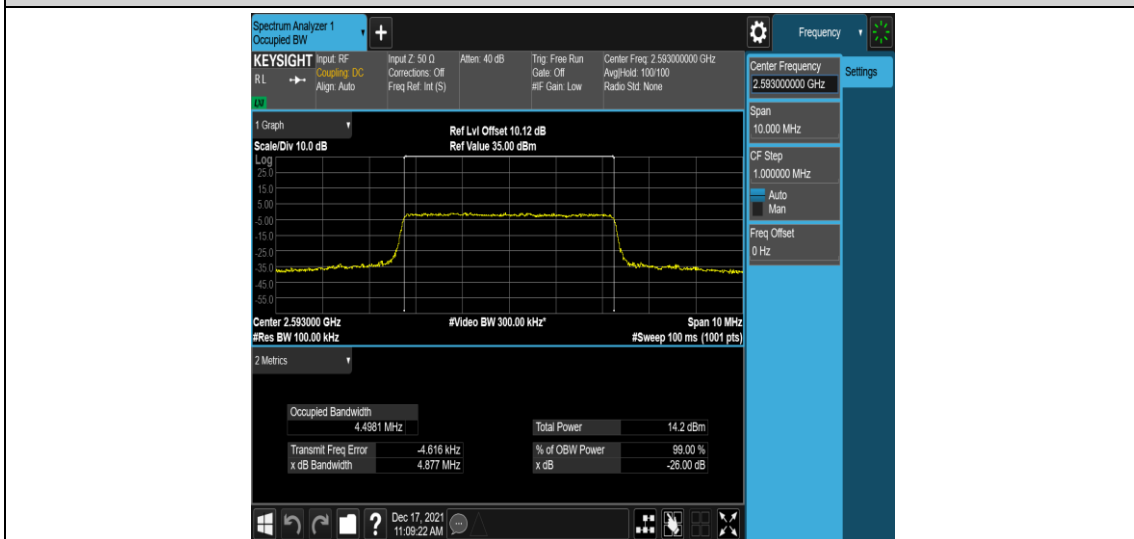 Spectrum Analyzer 1
Occupied BW
Frequency
KEYSIGHT Input: RF
RL Coupling: DC
Align: Auto
Input Z: 50 Ω
Corrections: Off
Freq Ref: Int (S)
Atten: 40 dB
Trig: Free Run
Gate: Off
#IF Gain: Low
Center Freq: 2.593000000 GHz
Avg|Hold: 100/100
Radio Std: None
Center Frequency
2.593000000 GHz
Settings
Span
10.000 MHz
CF Step
1.000000 MHz
Auto
Man
Freq Offset
0 Hz
1 Graph
Ref Lvl Offset 10.12 dB
Scale/Div 10.0 dB
Ref Value 35.00 dBm
Log
25.0
15.0
5.00
-5.00
-15.0
-25.0
-35.0
-45.0
-55.0
Center 2.593000 GHz
#Video BW 300.00 kHz*
Span 10 MHz
#Res BW 100.00 kHz
#Sweep 100 ms (1001 pts)
2 Metrics
Occupied Bandwidth
4.4981 MHz
Total Power 14.2 dBm
Transmit Freq Error -4.616 kHz
% of OBW Power 99.00 %
x dB Bandwidth 4.877 MHz
x dB -26.00 dB
?
Dec 17, 2021
11:09:22 AM